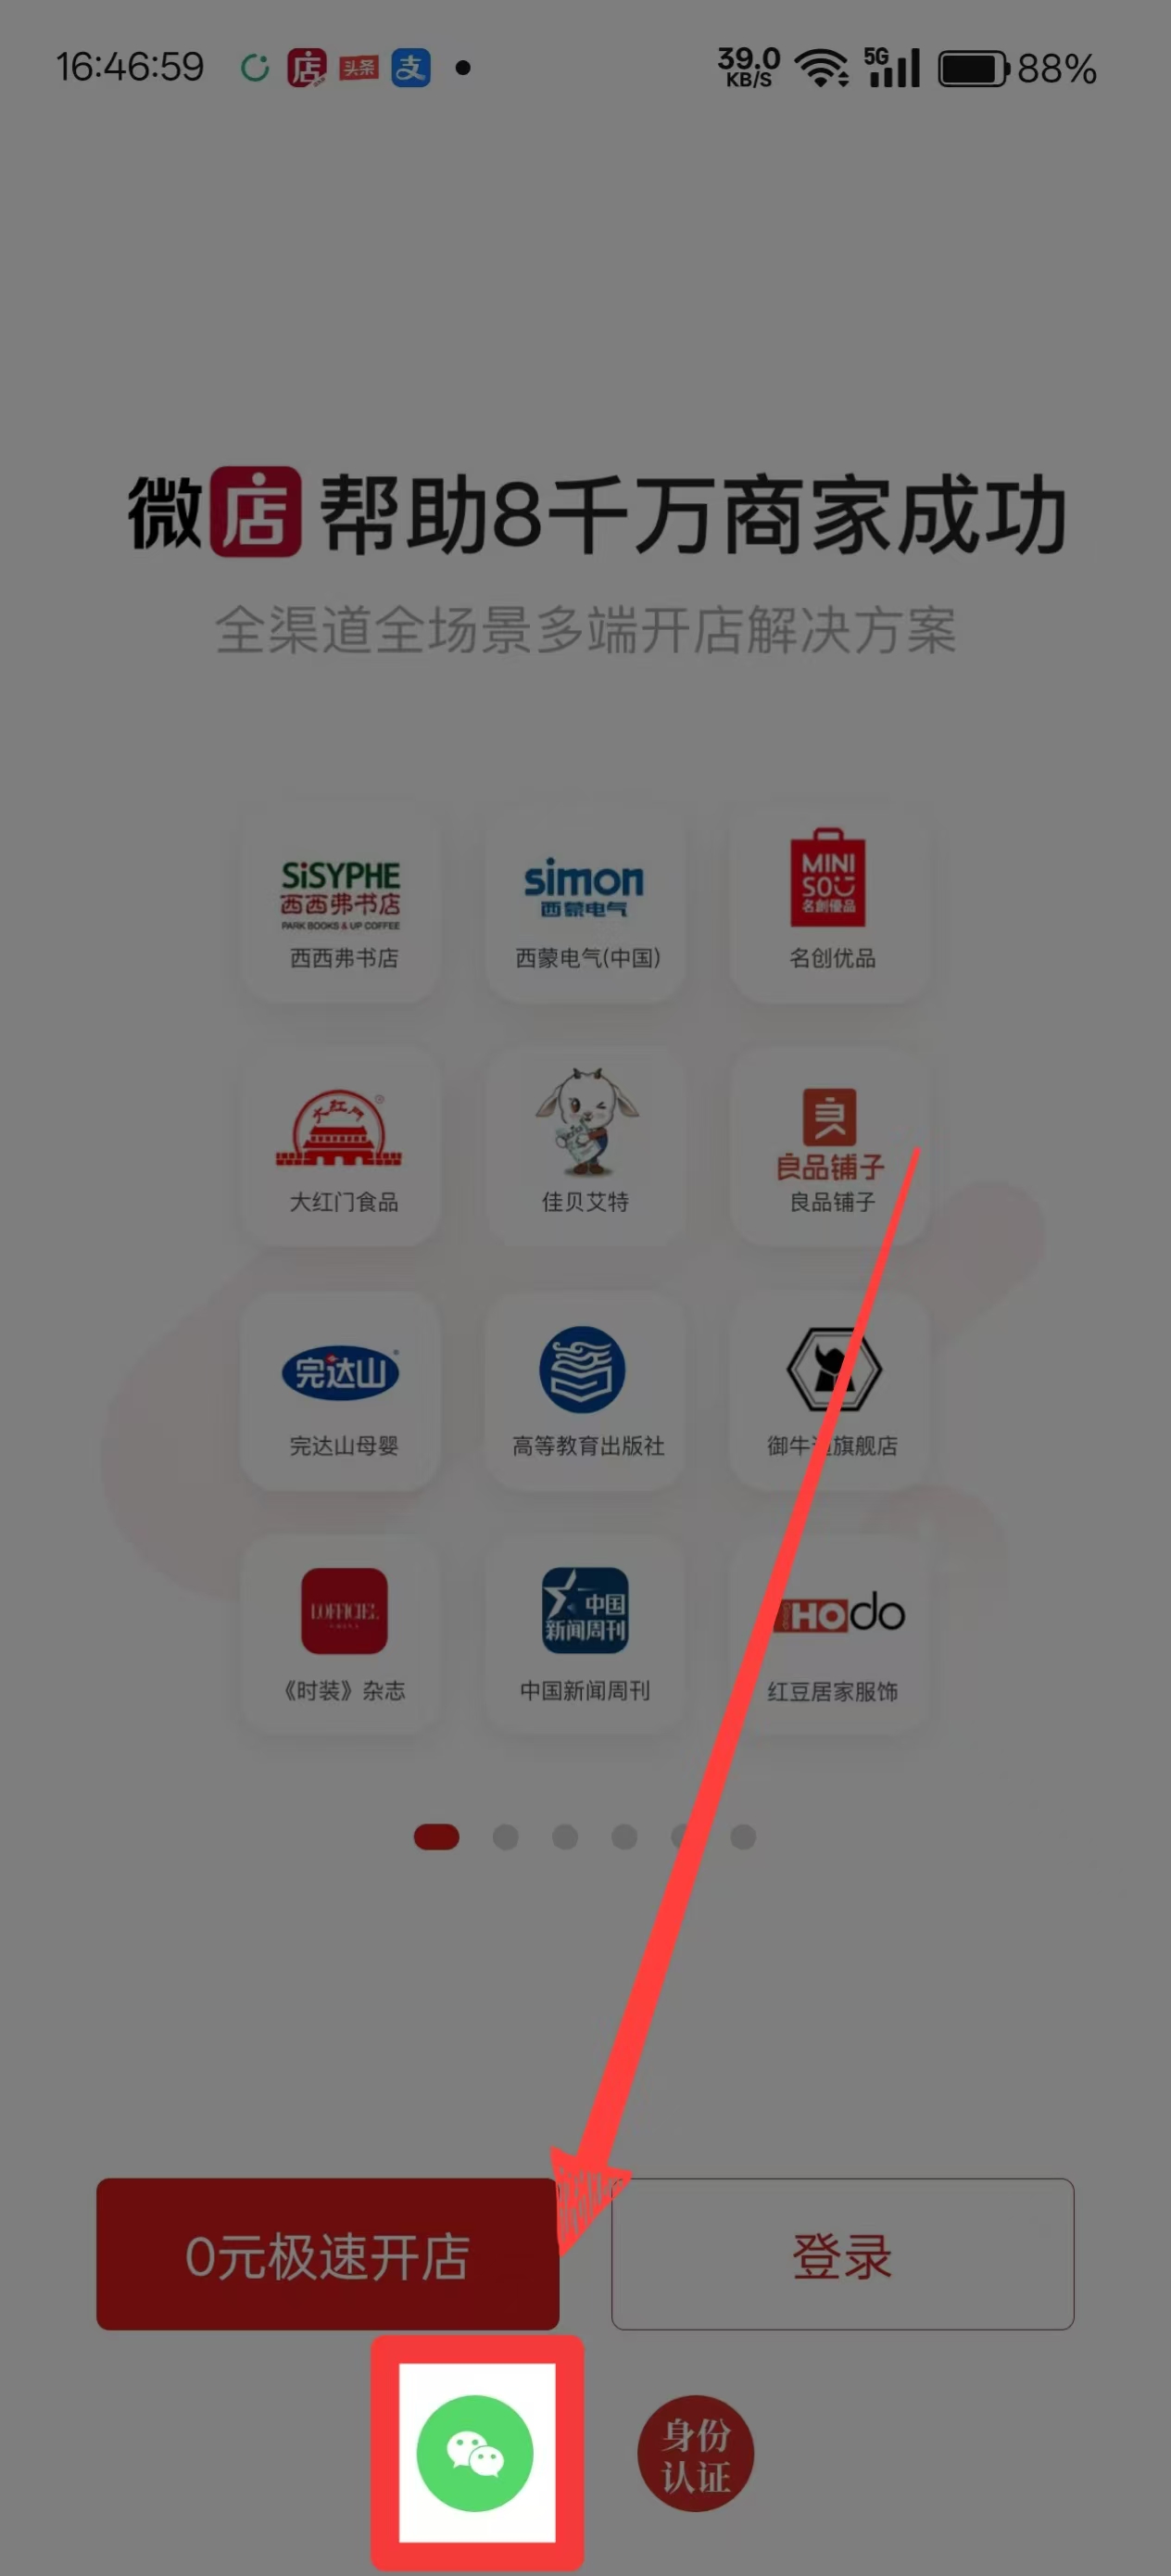 16:46:59 店 头条 支 39.0 KB/S 5G 88%
微店 帮助8千万商家成功
全渠道全场景多端开店解决方案
SiSYPHE
西西弗书店
PARK BOOKS & UP COFFEE
西西弗书店
simon
西蒙电气
西蒙电气(中国)
MINI
SO
名創優品
名创优品
大红门
大红门食品
佳贝艾特
良品铺子
良品铺子
完达山
完达山母婴
高等教育出版社
御牛 旗舰店
L'OFFICIEL
《时装》杂志
中国
新闻周刊
中国新闻周刊
HOdo
红豆居家服饰
0元极速开店
登录
身份
认证